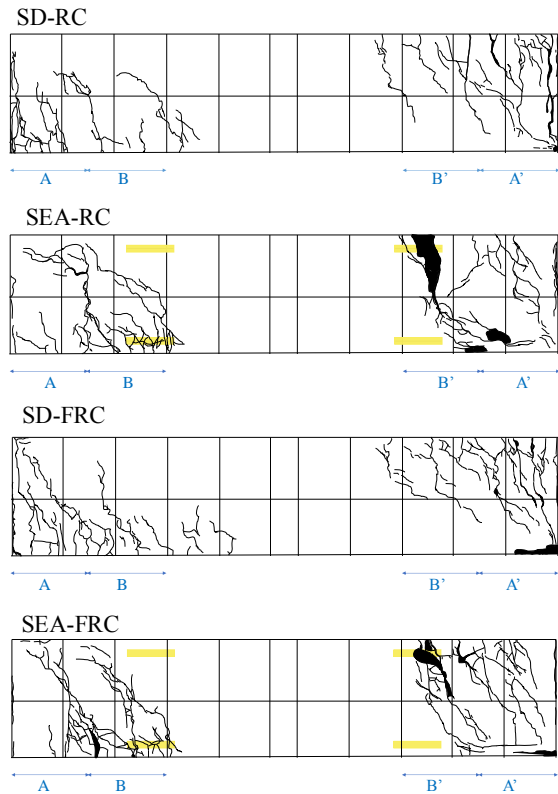 SD-RC
A B B’ A’
SEA-RC
A B B’ A’
SD-FRC
A B B’ A’
SEA-FRC
A B B’ A’